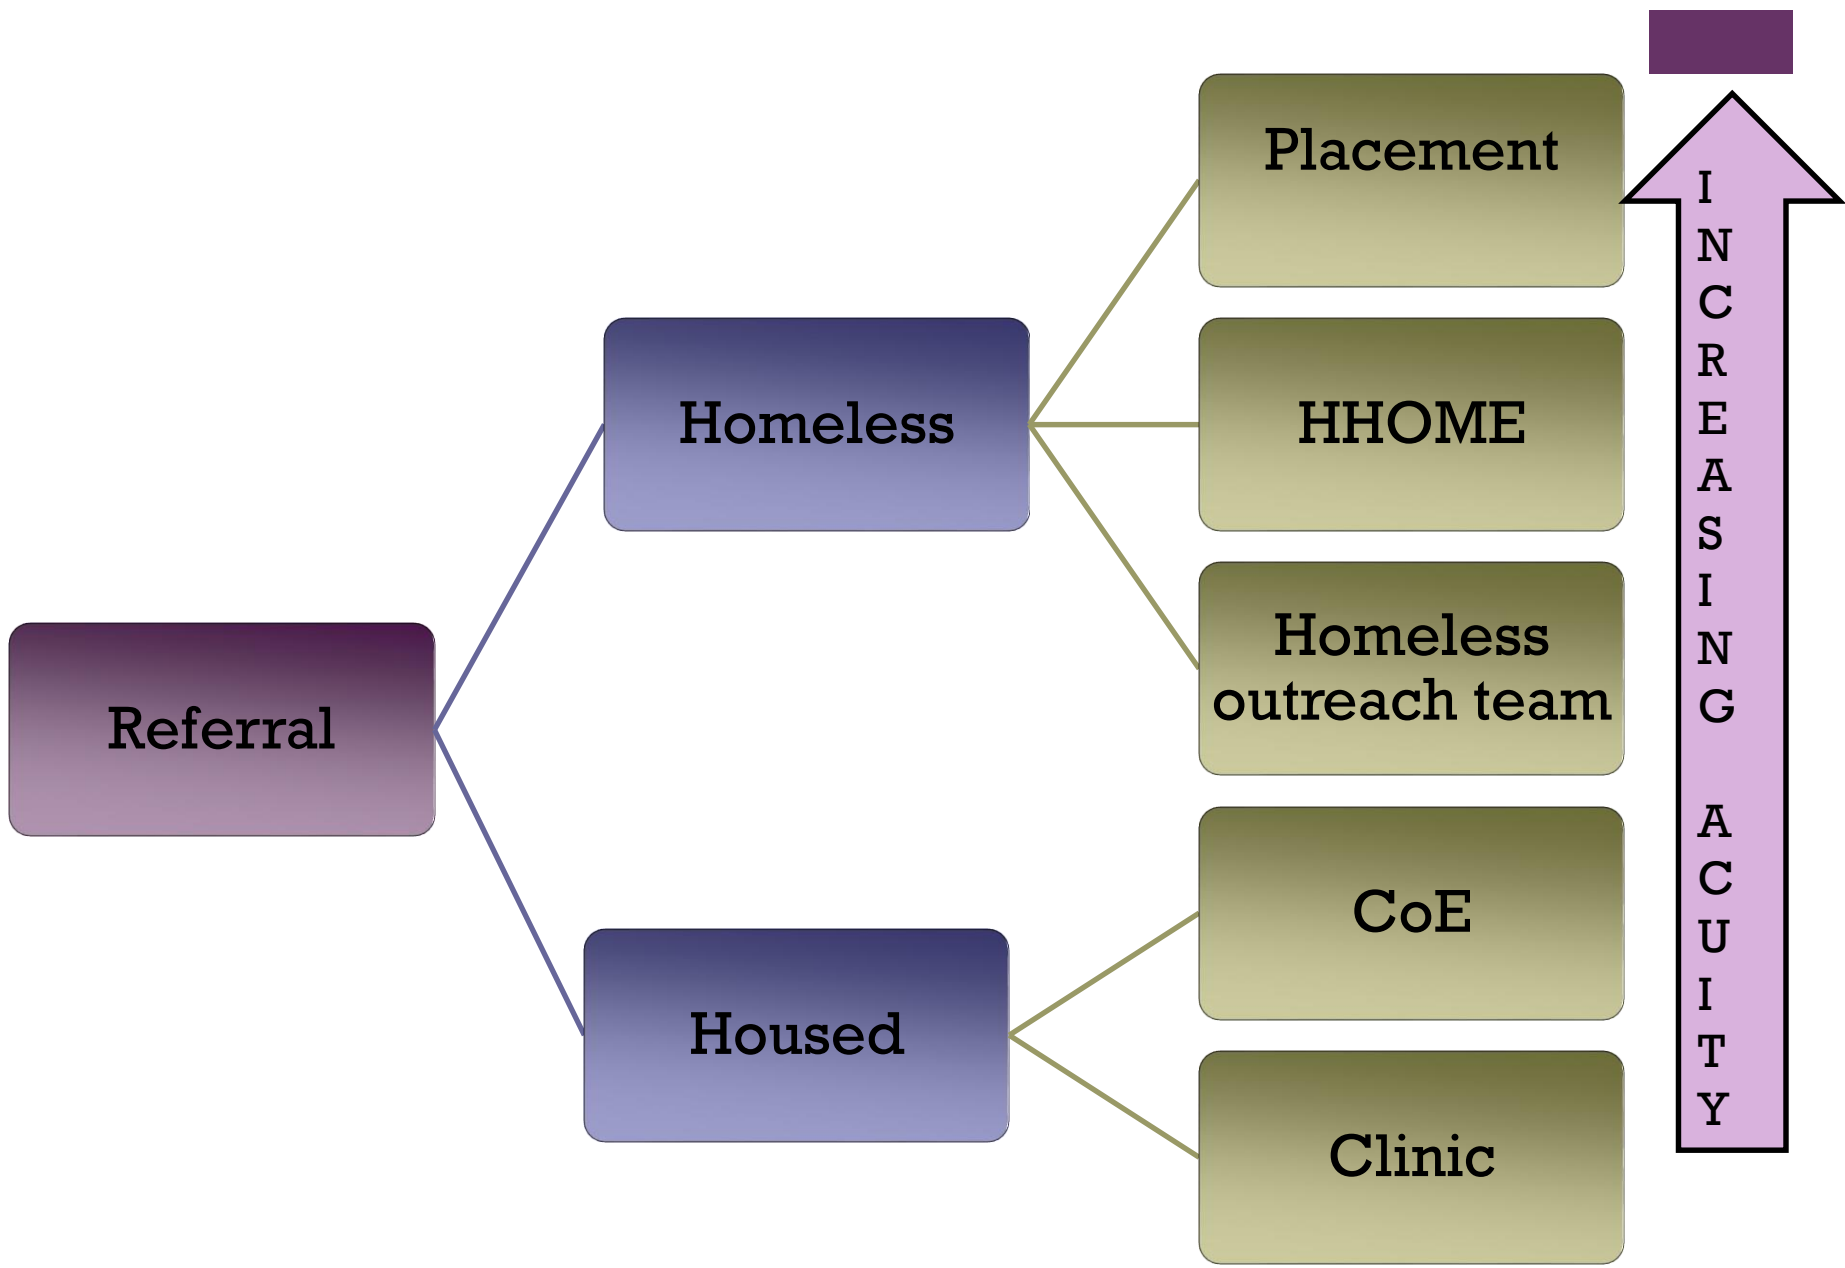 Referral
Homeless
Housed
Placement
HHOME
Homeless
outreach team
CoE
Clinic
INCREASING ACUITY